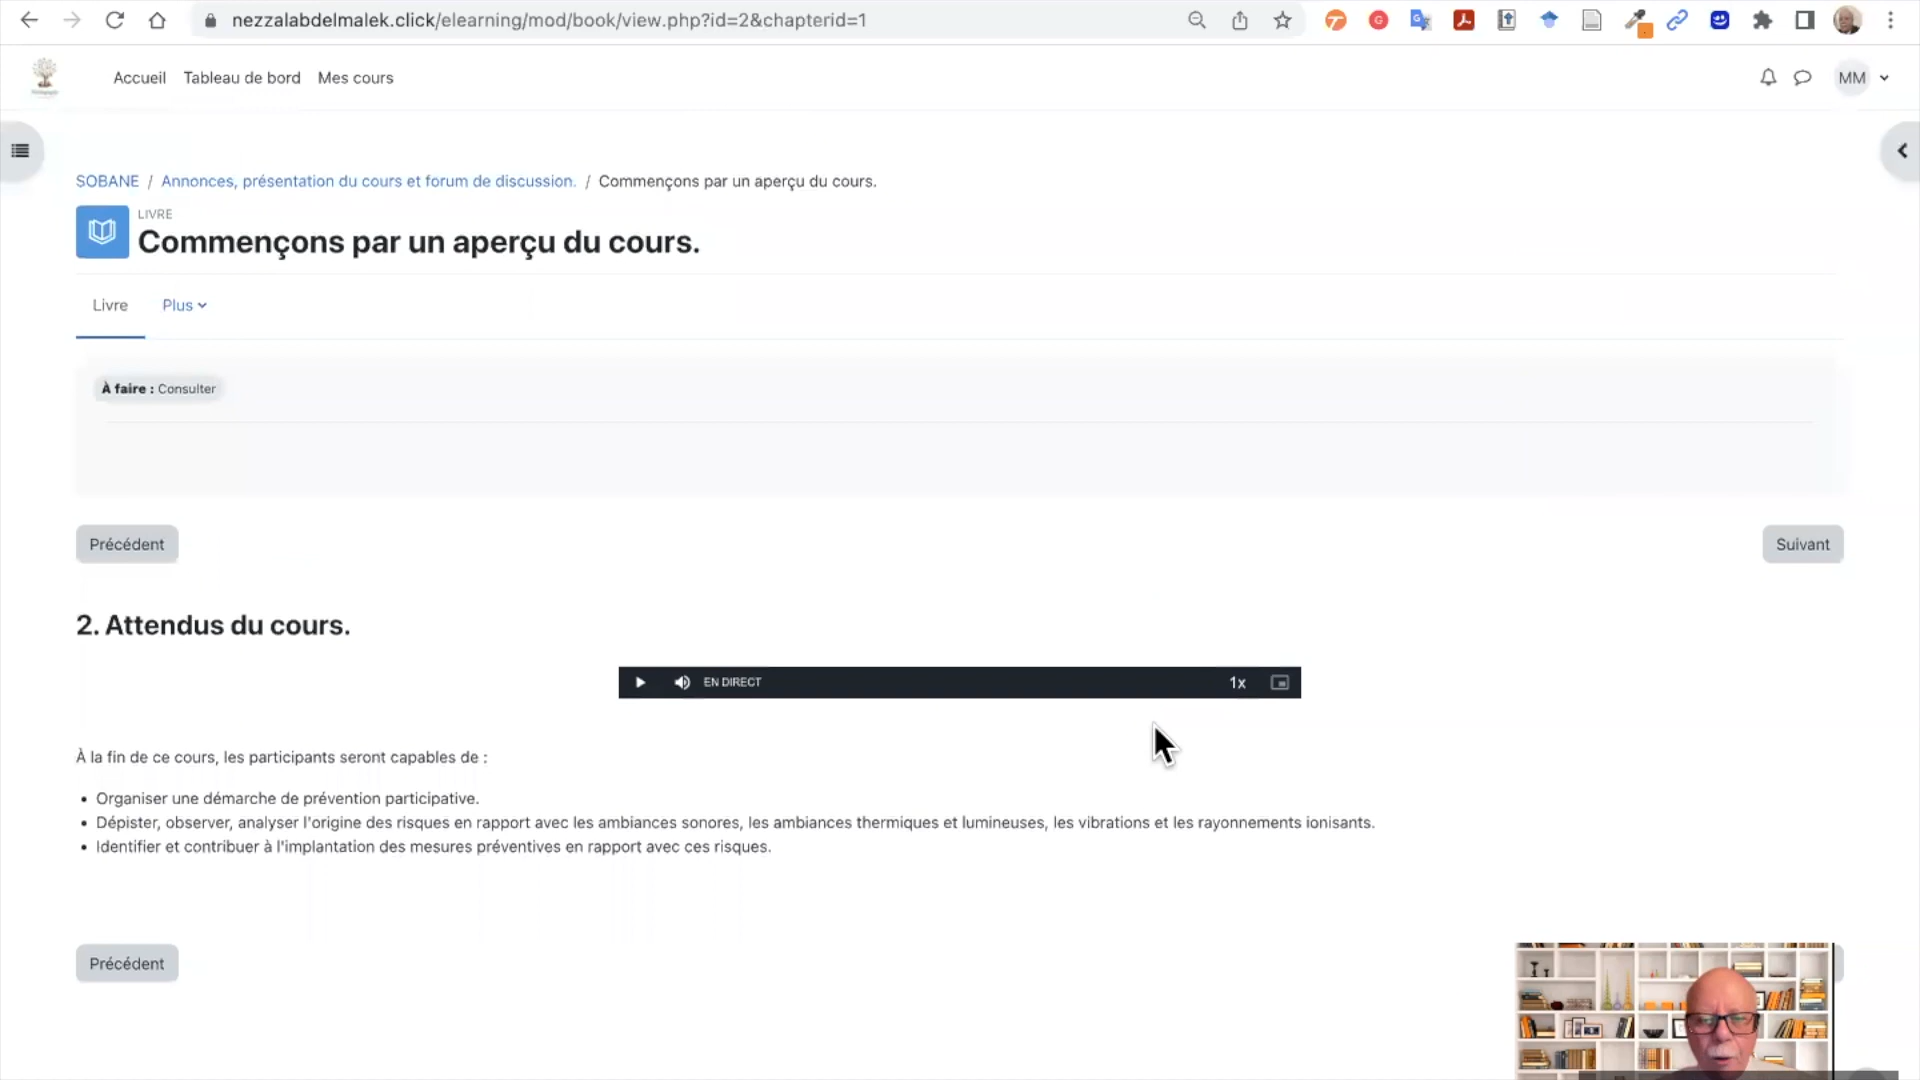 nezzalabdelmalek.click/elearning/mod/book/view.php?id=2&chapterid=1
Accueil Tableau de bord Mes cours
MM
SOBANE / Annonces, présentation du cours et forum de discussion. / Commençons par un aperçu du cours.
LIVRE
Commençons par un aperçu du cours.
Livre Plus
À faire : Consulter
Précédent Suivant
2. Attendus du cours.
EN DIRECT 1x
À la fin de ce cours, les participants seront capables de :
• Organiser une démarche de prévention participative.
• Dépister, observer, analyser l'origine des risques en rapport avec les ambiances sonores, les ambiances thermiques et lumineuses, les vibrations et les rayonnements ionisants.
• Identifier et contribuer à l'implantation des mesures préventives en rapport avec ces risques.
Précédent